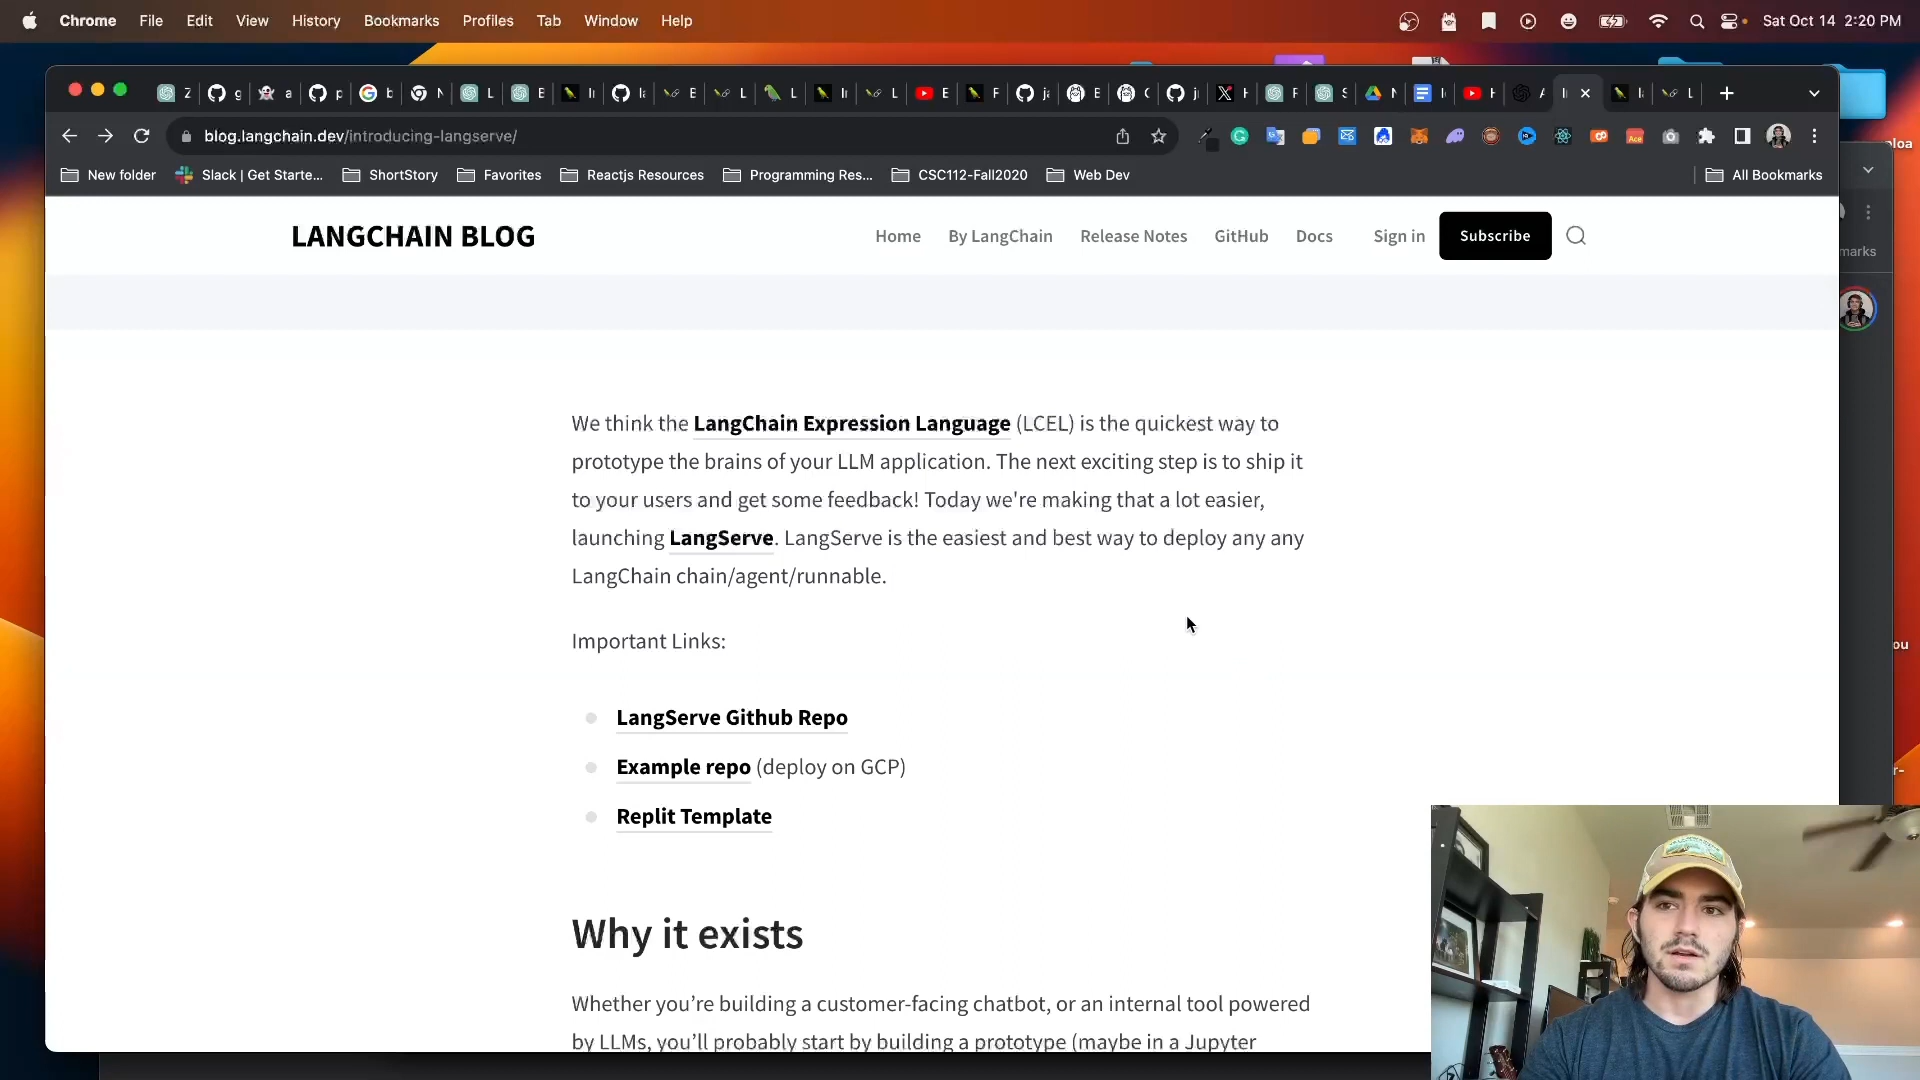 Chrome File Edit View History Bookmarks Profiles Tab Window Help Sat Oct 14 2:20 PM
blog.langchain.dev/introducing-langserve/
New folder Slack | Get Starte... ShortStory Favorites Reactjs Resources Programming Res... CSC112-Fall2020 Web Dev All Bookmarks
LANGCHAIN BLOG Home By LangChain Release Notes GitHub Docs Sign in Subscribe
We think the LangChain Expression Language (LCEL) is the quickest way to
prototype the brains of your LLM application. The next exciting step is to ship it
to your users and get some feedback! Today we're making that a lot easier,
launching LangServe. LangServe is the easiest and best way to deploy any any
LangChain chain/agent/runnable.
Important Links:
LangServe Github Repo
Example repo (deploy on GCP)
Replit Template
Why it exists
Whether you’re building a customer-facing chatbot, or an internal tool powered
by LLMs, you’ll probably start by building a prototype (maybe in a Jupyter